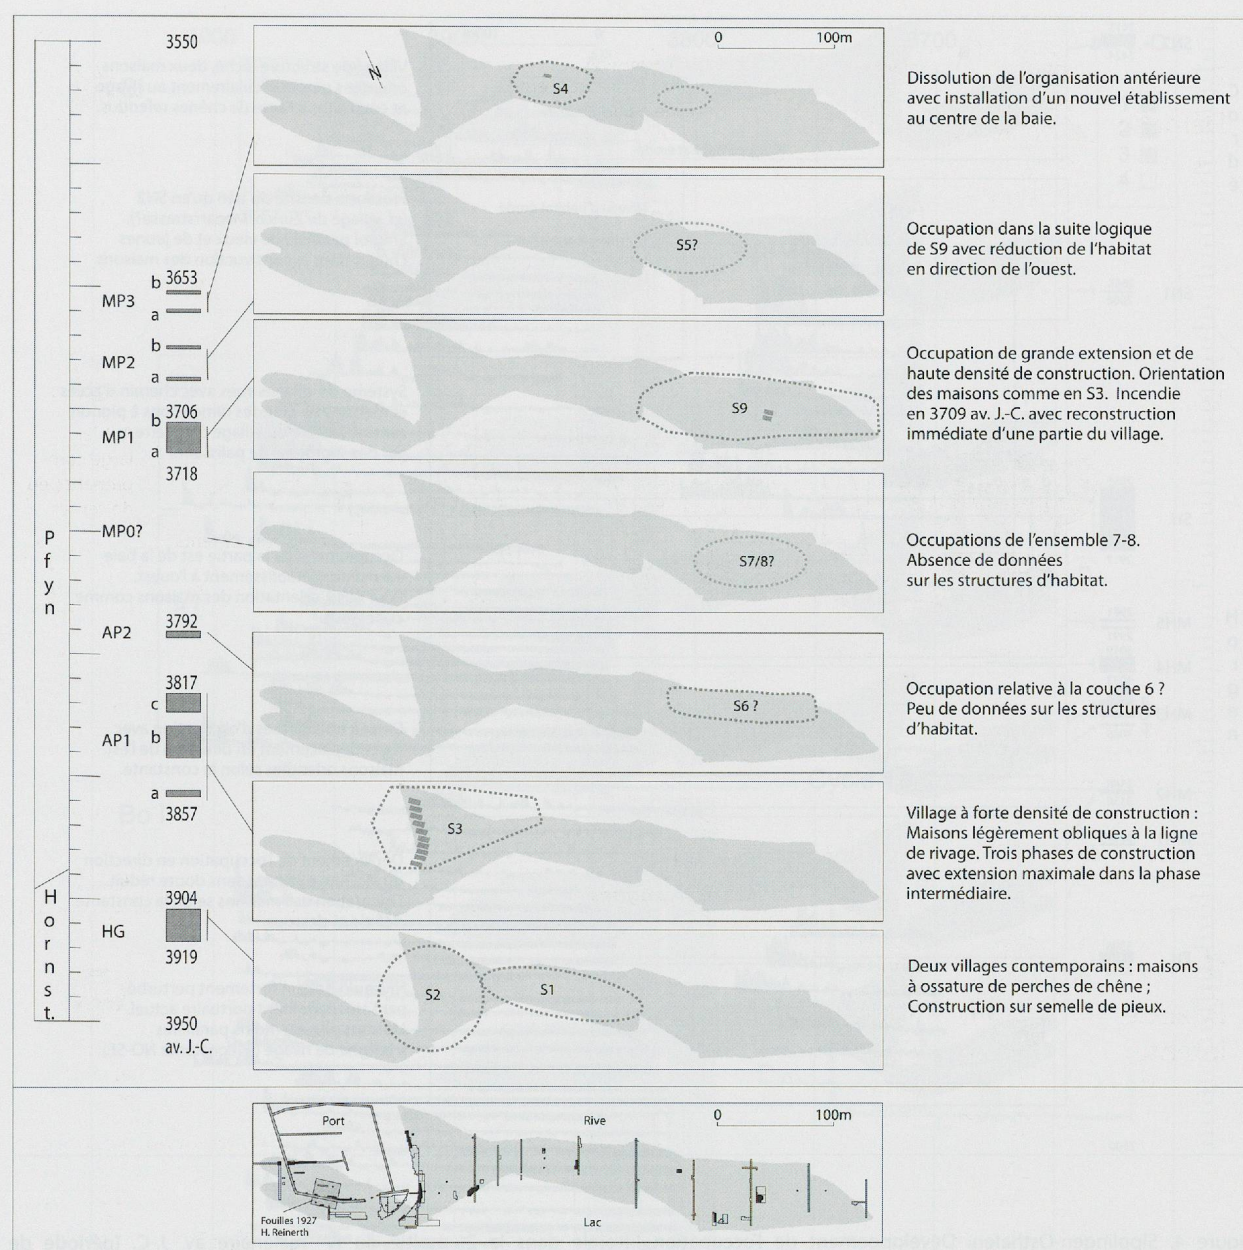 3550
0 100m
N
S4
Dissolution de l'organisation antérieure
avec installation d'un nouvel établissement
au centre de la baie.
S5?
Occupation dans la suite logique
de S9 avec réduction de l'habitat
en direction de l'ouest.
b 3653
MP3
a
b
MP2
a
3706
b
MP1
a
3718
S9
Occupation de grande extension et de
haute densité de construction. Orientation
des maisons comme en S3. Incendie
en 3709 av. J.-C. avec reconstruction
immédiate d'une partie du village.
Pfyn
MP0?
S7/8?
Occupations de l'ensemble 7-8.
Absence de données
sur les structures d'habitat.
3792
AP2
S6 ?
Occupation relative à la couche 6 ?
Peu de données sur les structures
d'habitat.
3817
c
AP1 b
a
3857
S3
Village à forte densité de construction :
Maisons légèrement obliques à la ligne
de rivage. Trois phases de construction
avec extension maximale dans la phase
intermédiaire.
Hornst.
3904
HG
3919
3950
av. J.-C.
S2
S1
Deux villages contemporains : maisons
à ossature de perches de chêne ;
Construction sur semelle de pieux.
Port
Rive
0 100m
Fouilles 1927
H. Reinerth
Lac